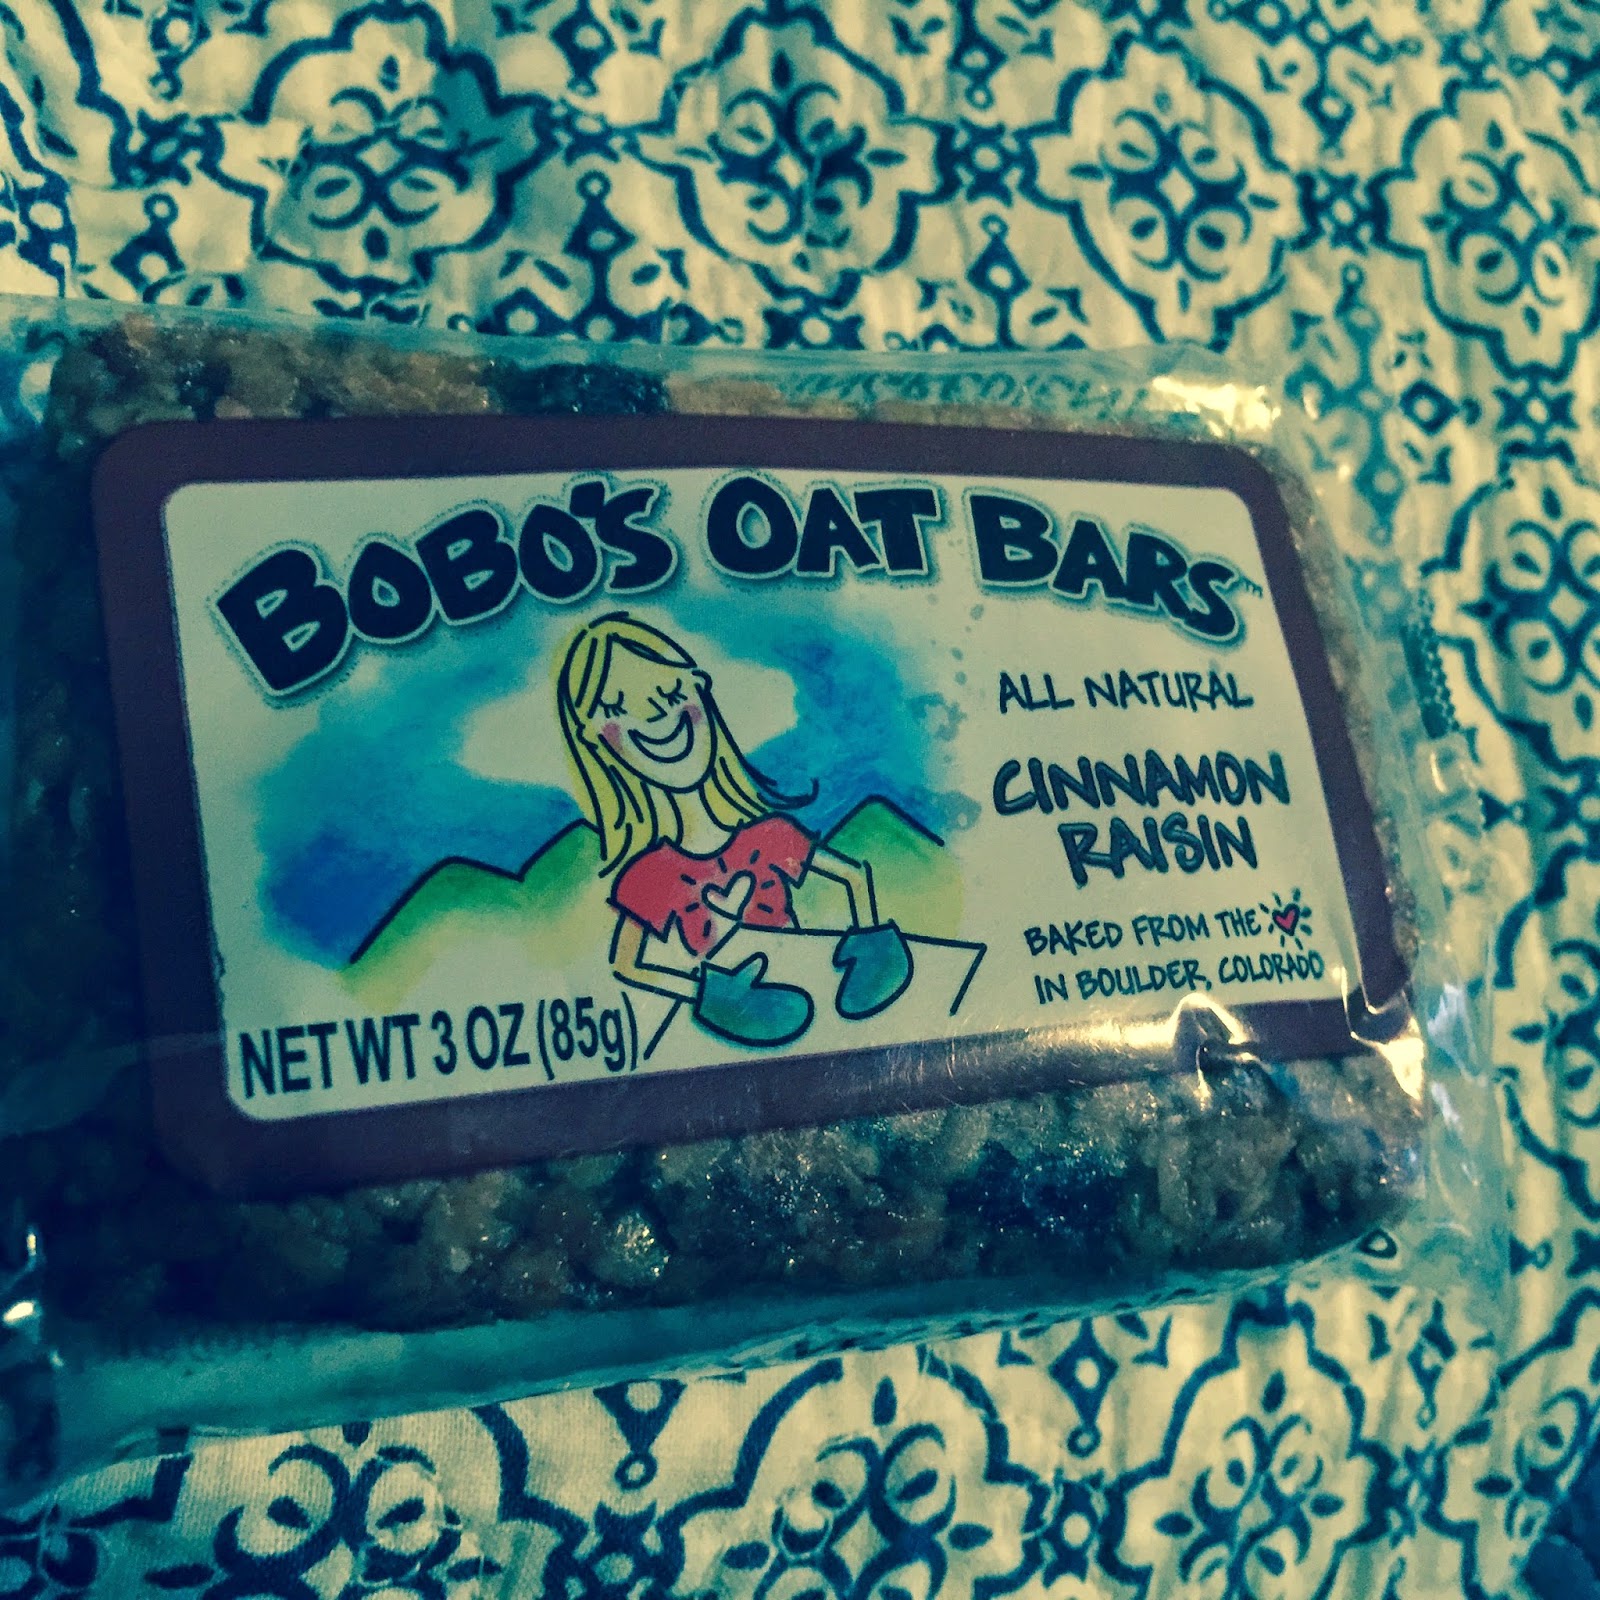 BOBO'S OAT BARS™
ALL NATURAL
CINNAMON
RAISIN
BAKED FROM THE
IN BOULDER, COLORADO
NET WT 3 OZ (85g)